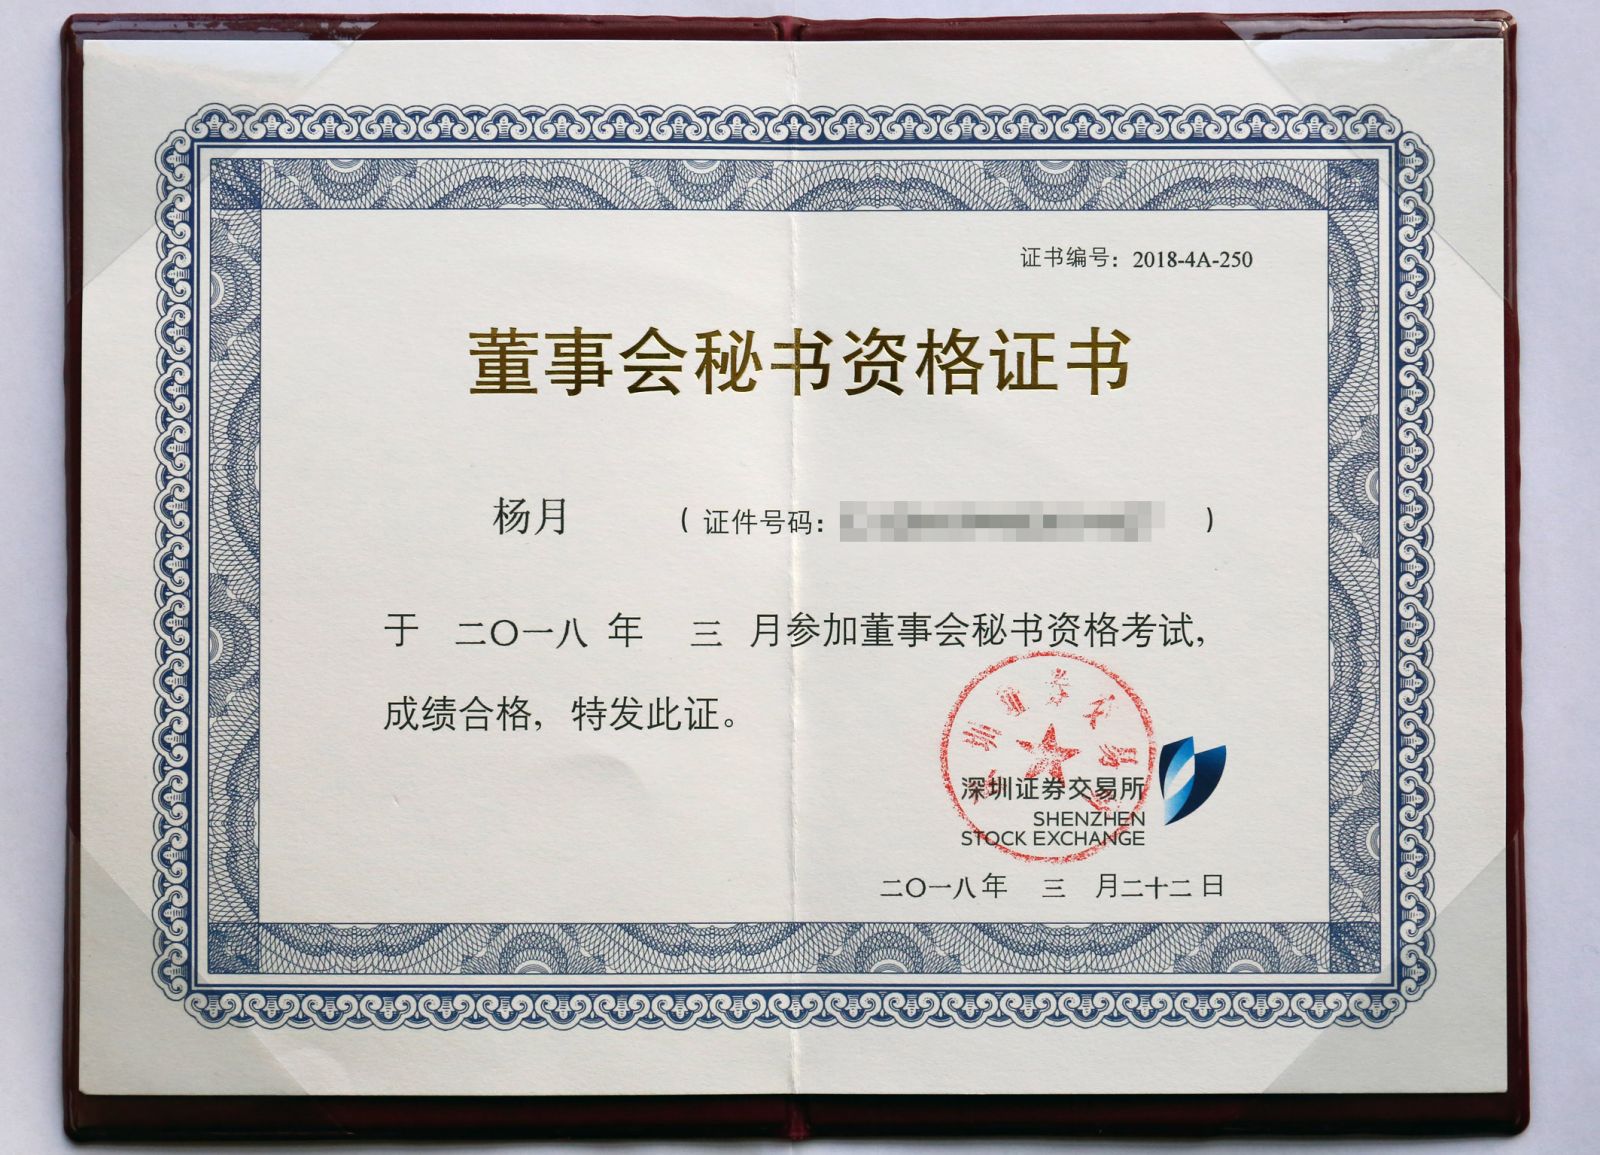 证书编号：2018-4A-250
董事会秘书资格证书
杨月 （证件号码： ）
于 二〇一八 年 三 月参加董事会秘书资格考试，
成绩合格，特发此证。
深圳证券交易所
SHENZHEN
STOCK EXCHANGE
二〇一八年 三 月二十二日